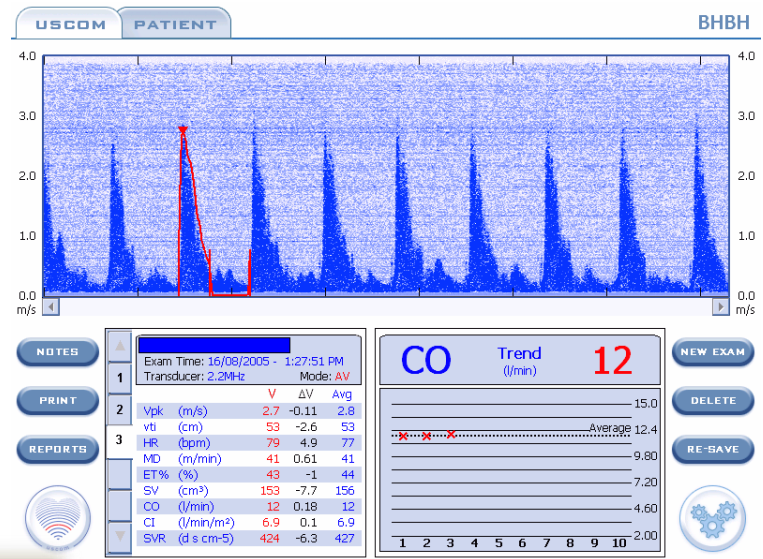 USCOM PATIENT BHBH
4.0 4.0
3.0 3.0
2.0 2.0
1.0 1.0
0.0 0.0
m/s m/s
NOTES
PRINT
REPORTS
USCOM
1
2
3
Exam Time: 16/08/2005 - 1:27:51 PM
Transducer: 2.2MHz Mode: AV
V ΔV Avg
Vpk (m/s) 2.7 -0.11 2.8
vti (cm) 53 -2.6 53
HR (bpm) 79 4.9 77
MD (m/min) 41 0.61 41
ET% (%) 43 -1 44
SV (cm³) 153 -7.7 156
CO (l/min) 12 0.18 12
CI (l/min/m²) 6.9 0.1 6.9
SVR (d s cm-5) 424 -6.3 427
CO Trend 12
(l/min)
15.0
Average 12.4
9.80
7.20
4.60
2.00
1 2 3 4 5 6 7 8 9 10
NEW EXAM
DELETE
RE-SAVE